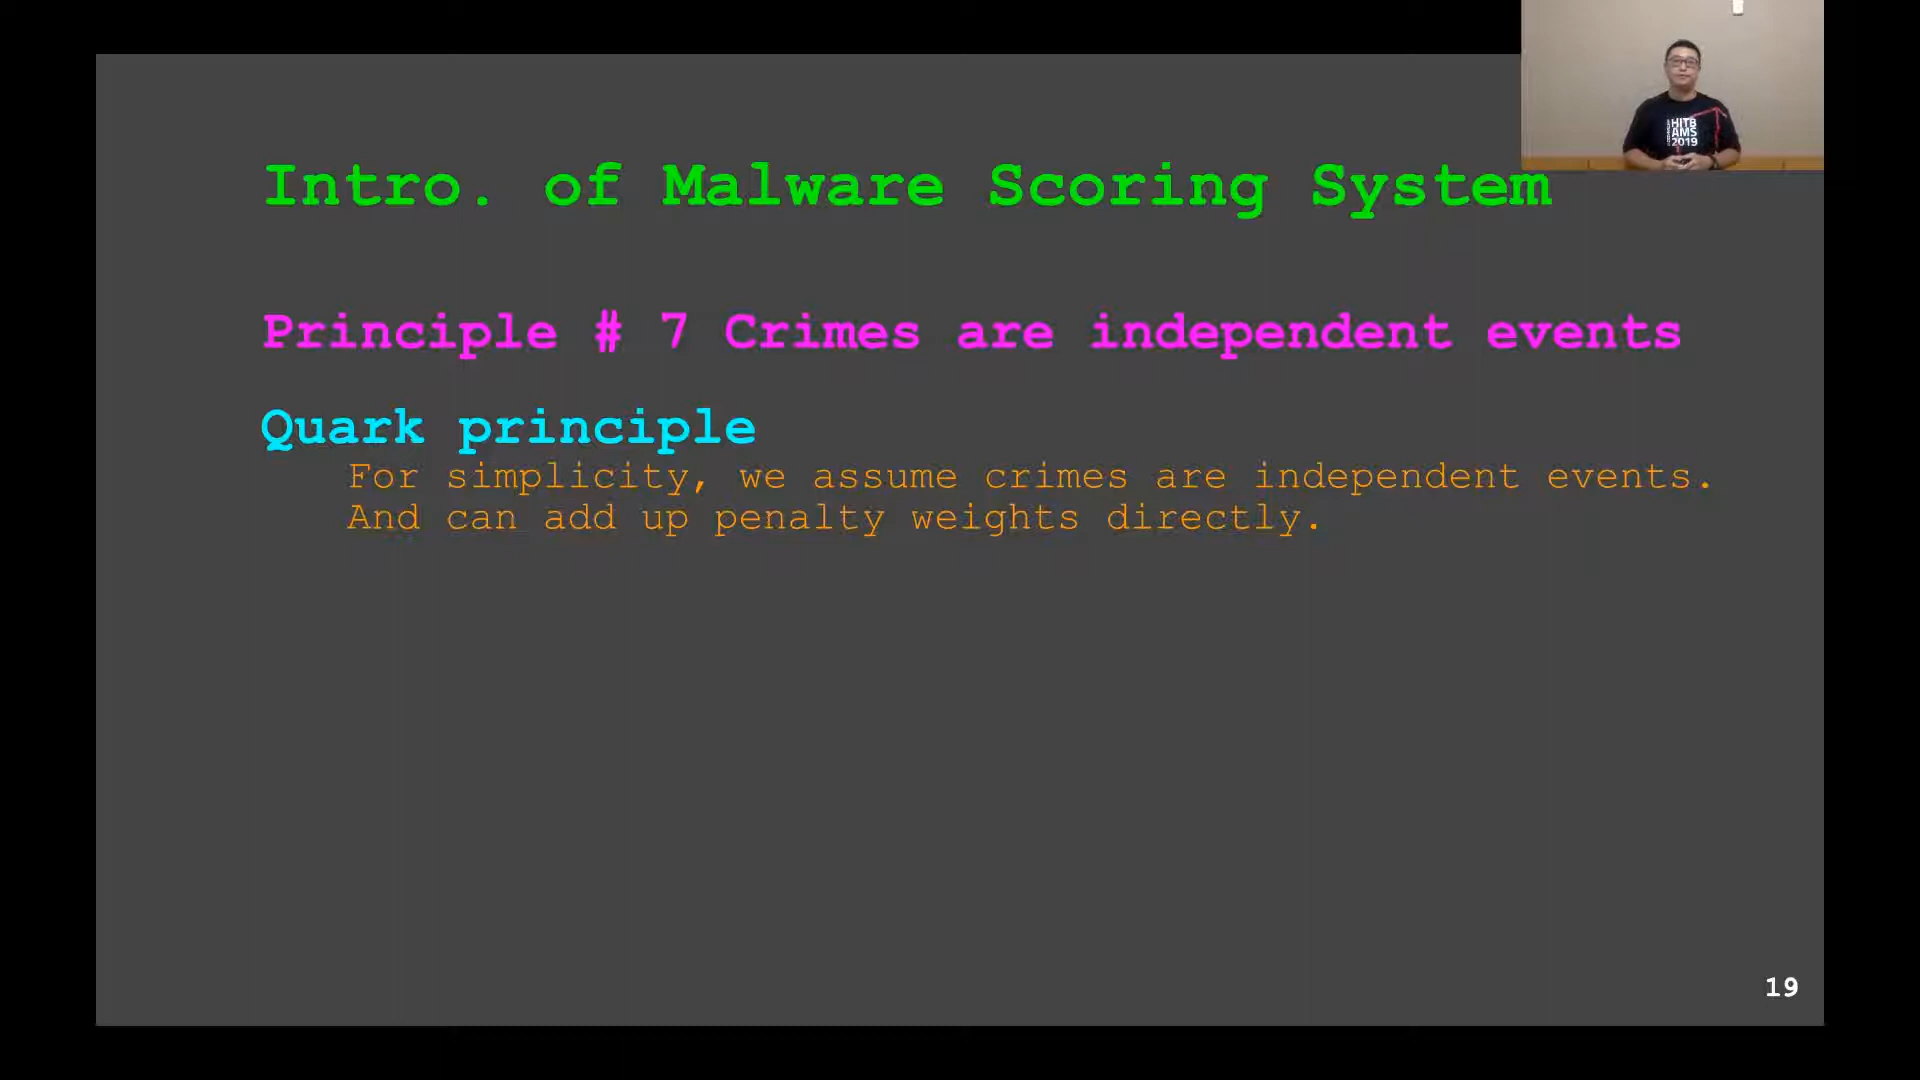 Intro. of Malware Scoring System
Principle # 7 Crimes are independent events
Quark principle
For simplicity, we assume crimes are independent events.
And can add up penalty weights directly.
HITB
AMS
2019
19